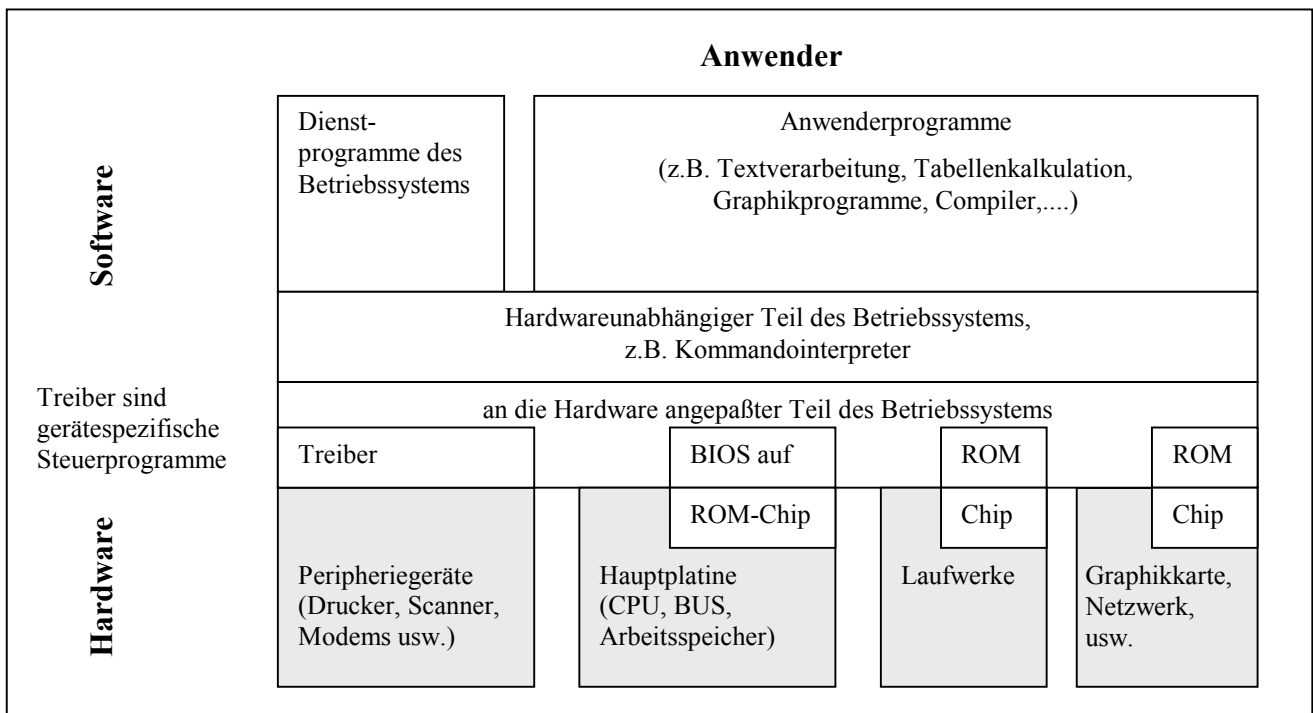 Anwender
Software
Dienst-
programme des
Betriebssystems
Anwenderprogramme
(z.B. Textverarbeitung, Tabellenkalkulation,
Graphikprogramme, Compiler,....)
Hardwareunabhängiger Teil des Betriebssystems,
z.B. Kommandointerpreter
Treiber sind
gerätespezifische
Steuerprogramme
an die Hardware angepaßter Teil des Betriebssystems
Treiber
BIOS auf
ROM
ROM
Hardware
ROM-Chip
Chip
Chip
Peripheriegeräte
(Drucker, Scanner,
Modems usw.)
Hauptplatine
(CPU, BUS,
Arbeitsspeicher)
Laufwerke
Graphikkarte,
Netzwerk,
usw.